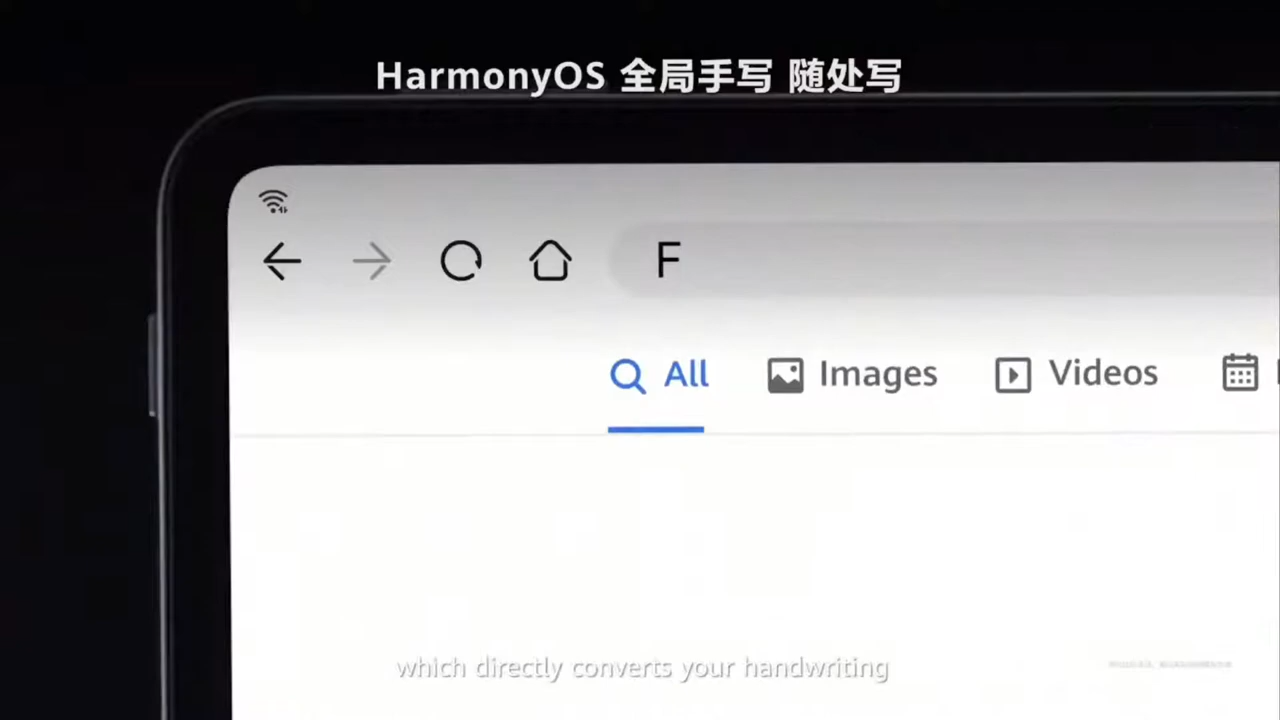 HarmonyOS 全局手写 随处写
F
All Images Videos
which directly converts your handwriting